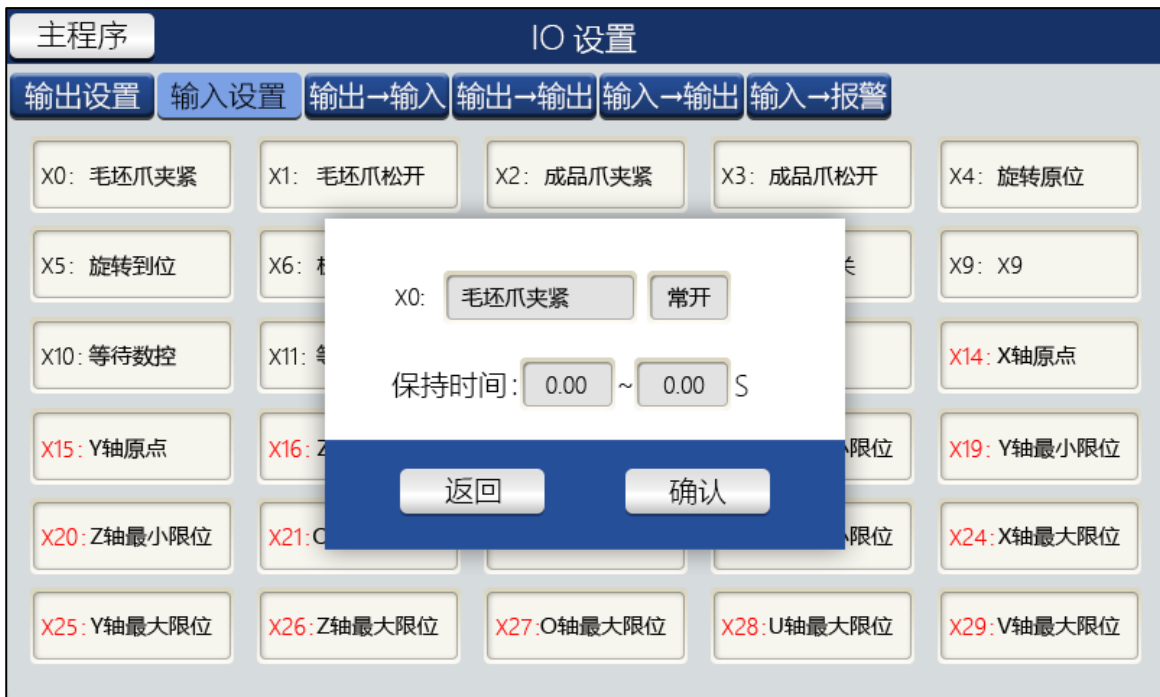 主程序
IO 设置
输出设置 输入设置 输出→输入 输出→输出 输入→输出 输入→报警
X0: 毛坯爪夹紧 X1: 毛坯爪松开 X2: 成品爪夹紧 X3: 成品爪松开 X4: 旋转原位
X5: 旋转到位 X6: X9: X9
X0: 毛坯爪夹紧 常开
X10: 等待数控 X11: X14: X轴原点
保持时间: 0.00 ~ 0.00 S
X15: Y轴原点 X16: Z 限位 X19: Y轴最小限位
返回 确认
X20:Z轴最小限位 X21:O 限位 X24:X轴最大限位
X25:Y轴最大限位 X26:Z轴最大限位 X27:O轴最大限位 X28:U轴最大限位 X29:V轴最大限位